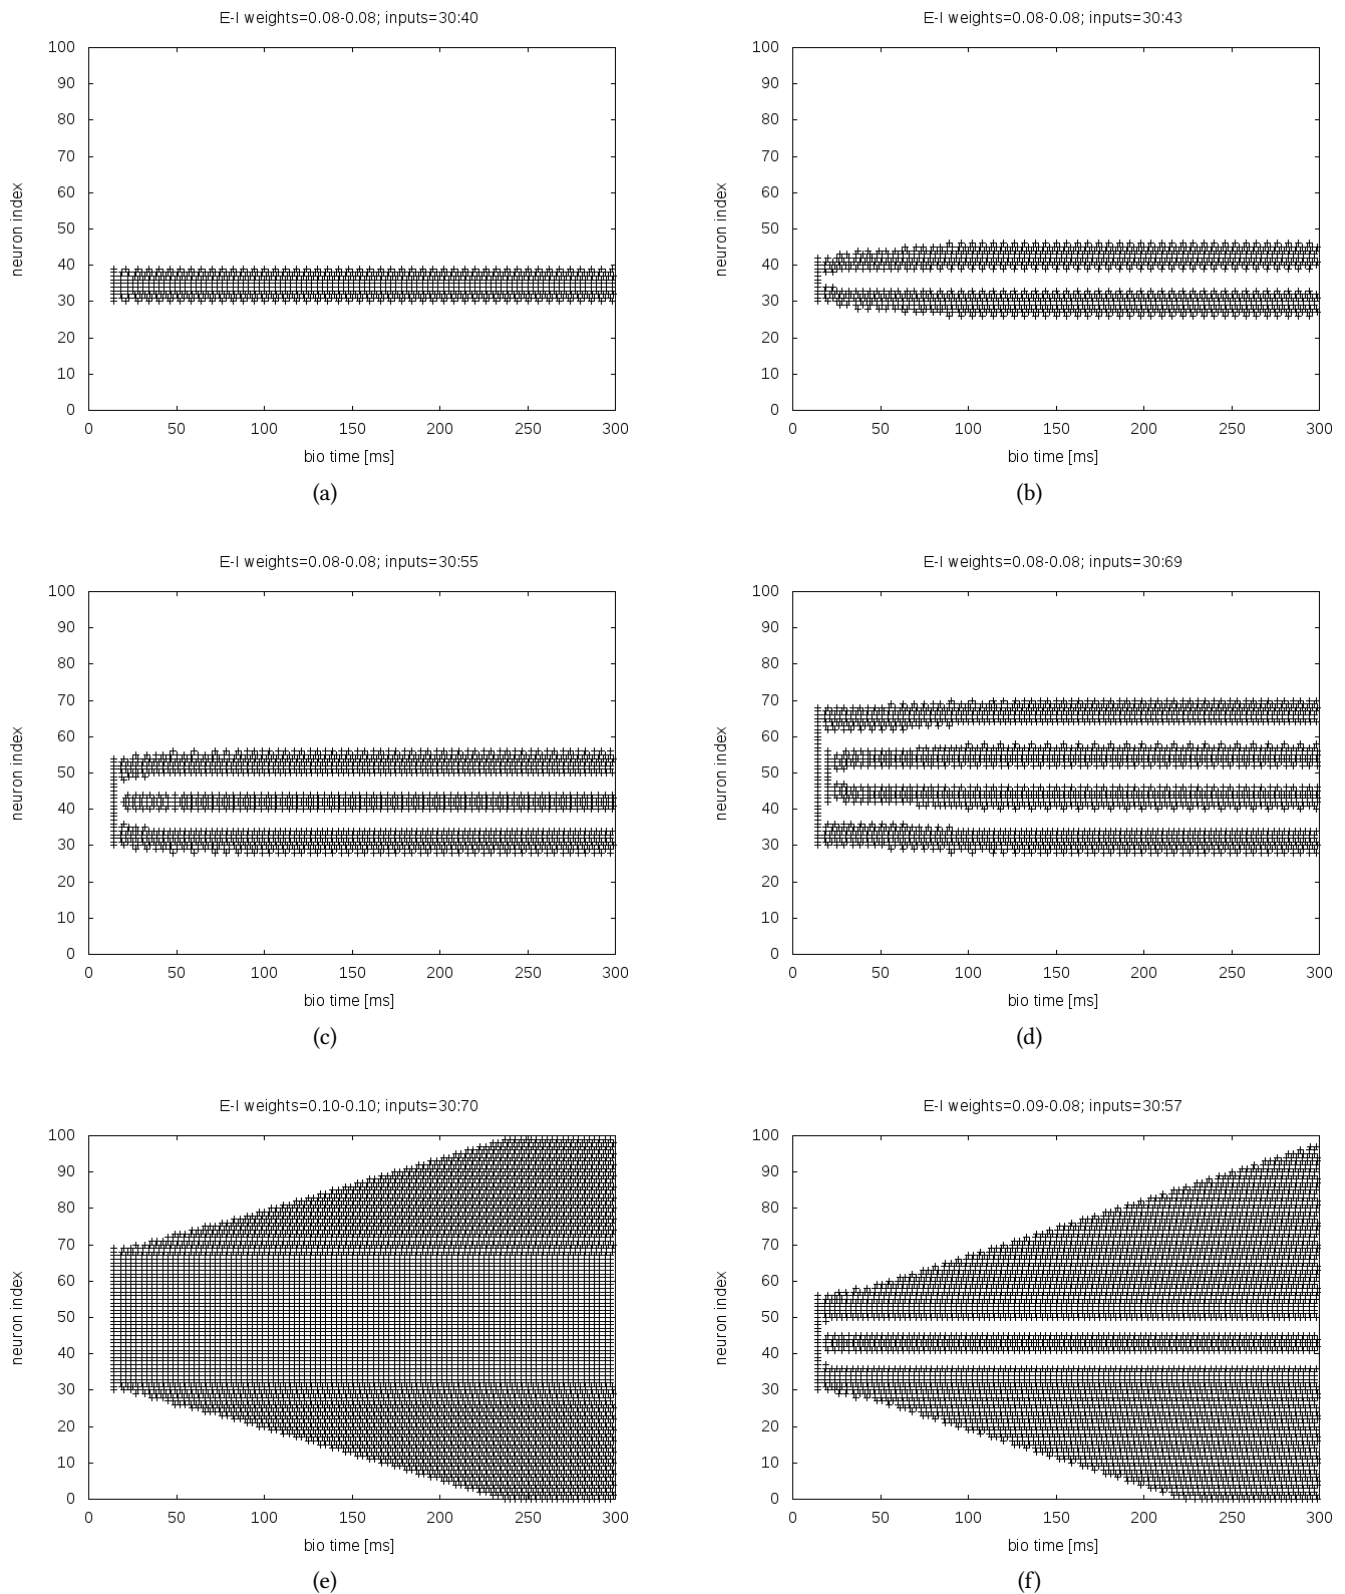 E-I weights=0.08-0.08; inputs=30:40
100
90
80
70
60
50
40
30
20
10
0
neuron index
0 50 100 150 200 250 300
bio time [ms]
(a)
E-I weights=0.08-0.08; inputs=30:43
100
90
80
70
60
50
40
30
20
10
0
neuron index
0 50 100 150 200 250 300
bio time [ms]
(b)
E-I weights=0.08-0.08; inputs=30:55
100
90
80
70
60
50
40
30
20
10
0
neuron index
0 50 100 150 200 250 300
bio time [ms]
(c)
E-I weights=0.08-0.08; inputs=30:69
100
90
80
70
60
50
40
30
20
10
0
neuron index
0 50 100 150 200 250 300
bio time [ms]
(d)
E-I weights=0.10-0.10; inputs=30:70
100
90
80
70
60
50
40
30
20
10
0
neuron index
0 50 100 150 200 250 300
bio time [ms]
(e)
E-I weights=0.09-0.08; inputs=30:57
100
90
80
70
60
50
40
30
20
10
0
neuron index
0 50 100 150 200 250 300
bio time [ms]
(f)